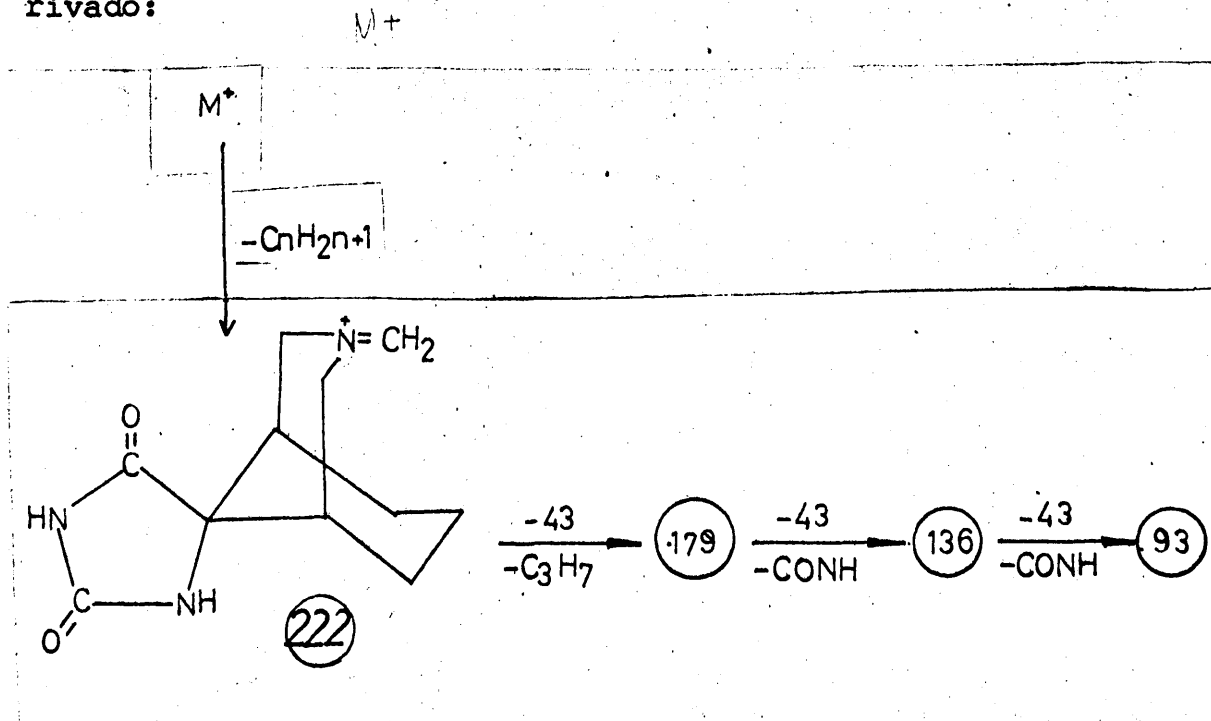 rivado:
M+
M⁺
-CnH2n+1
N⁺=CH2
O
C
HN
C
NH
O
222
-43
-C3H7
179
-43
-CONH
136
-43
-CONH
93